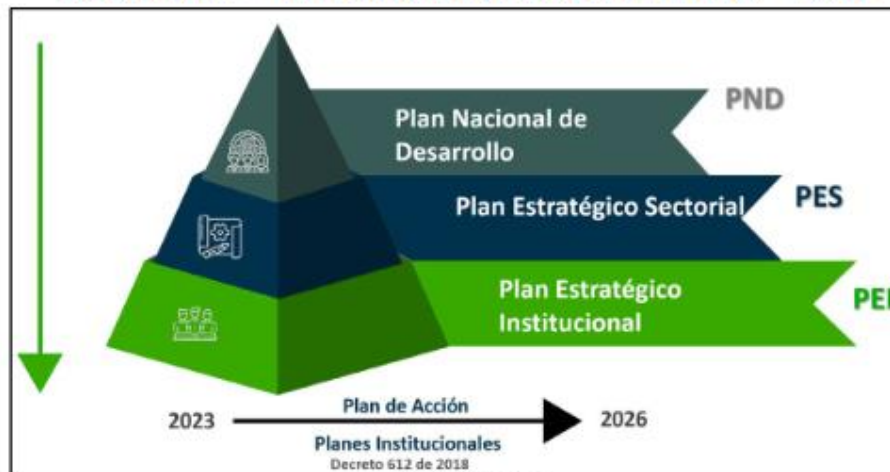 Plan Nacional de
Desarrollo
PND
Plan Estratégico Sectorial
PES
Plan Estratégico
Institucional
PEI
2023
Plan de Acción
2026
Planes Institucionales
Decreto 612 de 2018